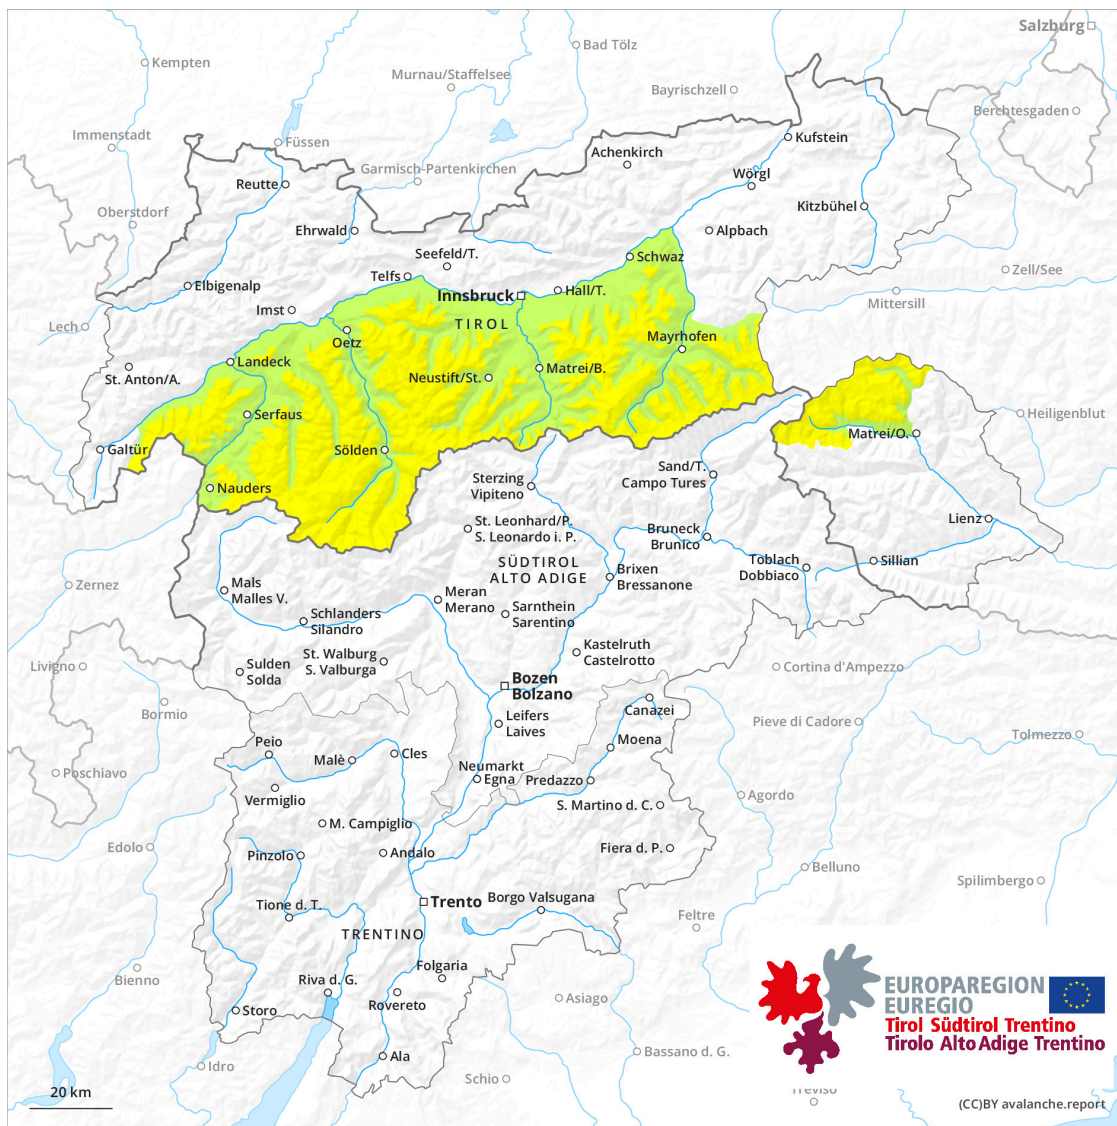 Salzburg
Bad Tölz
Kempten
Murnau/Staffelsee
Bayrischzell
Berchtesgaden
Immenstadt
Füssen
Kufstein
Achenkirch
Garmisch-Partenkirchen
Wörgl
Reutte
Oberstdorf
Kitzbühel
Ehrwald
Alpbach
Seefeld/T.
Schwaz
Telfs
Zell/See
Elbigenalp
Innsbruck
Hall/T.
Mittersill
Imst
Lech
TIROL
Oetz
Mayrhofen
Landeck
St. Anton/A.
Neustift/St.
Matrei/B.
Serfaus
Heiligenblut
Matrei/O.
Galtür
Sölden
Sand/T.
Campo Tures
Sterzing
Vipiteno
Nauders
St. Leonhard/P.
S. Leonardo i. P.
Lienz
Bruneck
Brunico
SÜDTIROL
ALTO ADIGE
Toblach
Dobbiaco
Sillian
Brixen
Bressanone
Zernez
Mals
Malles V.
Meran
Merano
Sarnthein
Sarentino
Schlanders
Silandro
Kastelruth
Castelrotto
St. Walburg
S. Valburga
Livigno
Sulden
Solda
Cortina d'Ampezzo
Bozen
Bolzano
Bormio
Canazei
Leifers
Laives
Pieve di Cadore
Tolmezzo
Moena
Peio
Malè
Cles
Neumarkt
Egna
Predazzo
Poschiavo
Vermiglio
S. Martino d. C.
Agordo
M. Campiglio
Edolo
Pinzolo
Andalo
Fiera d. P.
Belluno
Spilimbergo
Trento
Borgo Valsugana
Tione d. T.
Feltre
TRENTINO
Folgaria
Bienno
Riva d. G.
Rovereto
Asiago
Storo
EUROPAREGION
EUREGIO
Tirol Südtirol Trentino
Tirolo Alto Adige Trentino
Ala
Bassano d. G.
Idro
Schio
Treviso
20 km
(CC)BY avalanche.report